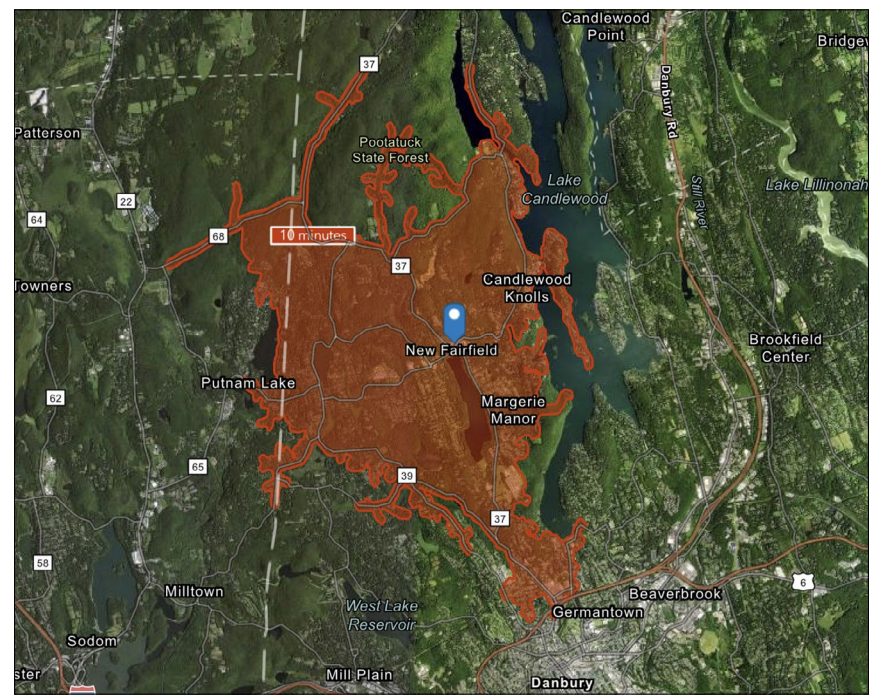 Candlewood
Point
Bridgew
37
Danbury Rd
Patterson
Pootatuck
State Forest
Lake
Candlewood
Still River
Lake Lillinonah
22
64
68
10 minutes
37
Towners
Candlewood
Knolls
New Fairfield
Brookfield
Center
Putnam Lake
62
Margerie
Manor
65
39
37
58
Milltown
6
Beaverbrook
West Lake
Reservoir
Germantown
Sodom
ster
Mill Plain
Danbury